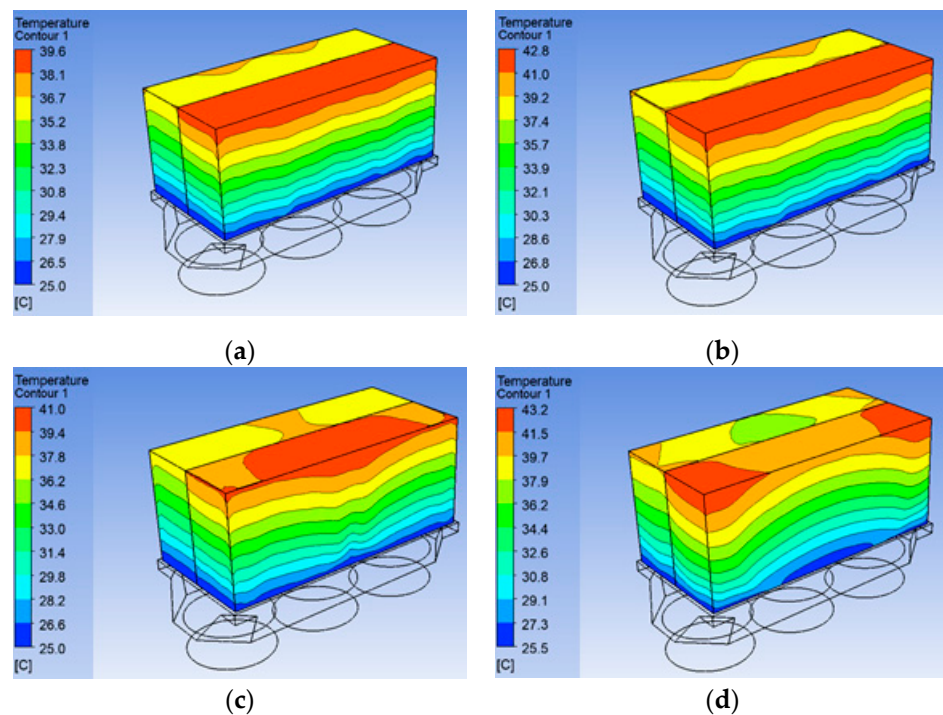 Temperature
Contour 1
39.6
38.1
36.7
35.2
33.8
32.3
30.8
29.4
27.9
26.5
25.0
[C]
(a)
Temperature
Contour 1
42.8
41.0
39.2
37.4
35.7
33.9
32.1
30.3
28.6
26.8
25.0
[C]
(b)
Temperature
Contour 1
41.0
39.4
37.8
36.2
34.6
33.0
31.4
29.8
28.2
26.6
25.0
[C]
(c)
Temperature
Contour 1
43.2
41.5
39.7
37.9
36.2
34.4
32.6
30.8
29.1
27.3
25.5
[C]
(d)